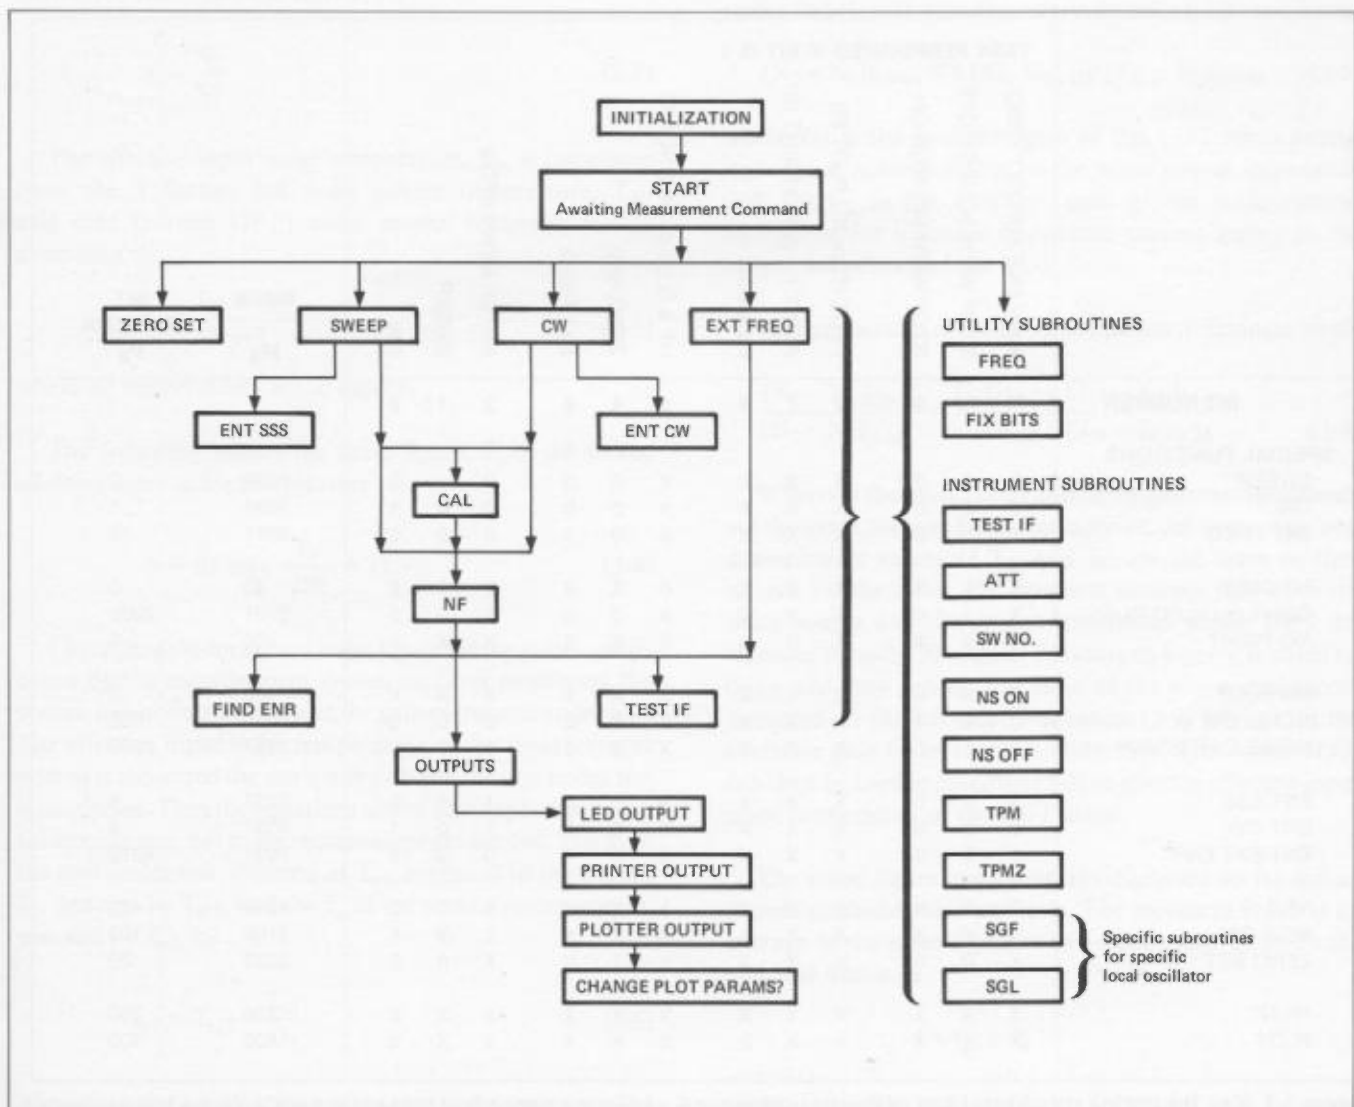 INITIALIZATION
START
Awaiting Measurement Command
ZERO SET
SWEEP
CW
EXT FREQ
UTILITY SUBROUTINES
FREQ
FIX BITS
ENT SSS
ENT CW
CAL
NF
FIND ENR
TEST IF
OUTPUTS
LED OUTPUT
PRINTER OUTPUT
PLOTTER OUTPUT
CHANGE PLOT PARAMS?
INSTRUMENT SUBROUTINES
TEST IF
ATT
SW NO.
NS ON
NS OFF
TPM
TPMZ
SGF
SGL
Specific subroutines
for specific
local oscillator